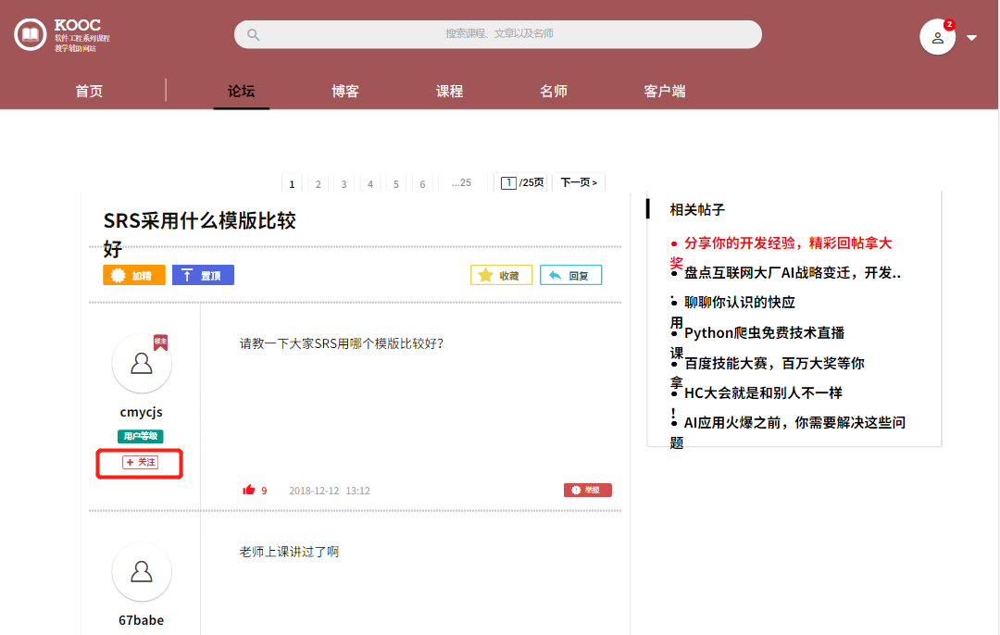 KOOC
软件工程系列课程
教学辅助网站
搜索课程、文章以及名师
2
首页
论坛
博客
课程
名师
客户端
1 2 3 4 5 6 ...25 1 /25页 下一页 >
SRS采用什么模版比较
好
加精
置顶
收藏
回复
楼主
请教一下大家SRS用哪个模版比较好?
cmycjs
用户等级
+ 关注
9 2018-12-12 13:12
举报
老师上课讲过了啊
67babe
相关帖子
• 分享你的开发经验，精彩回帖拿大
奖
• 盘点互联网大厂AI战略变迁，开发..
.
• 聊聊你认识的快应
用
• Python爬虫免费技术直播
课
• 百度技能大赛，百万大奖等你
拿
• HC大会就是和别人不一样
！
• AI应用火爆之前，你需要解决这些问
题